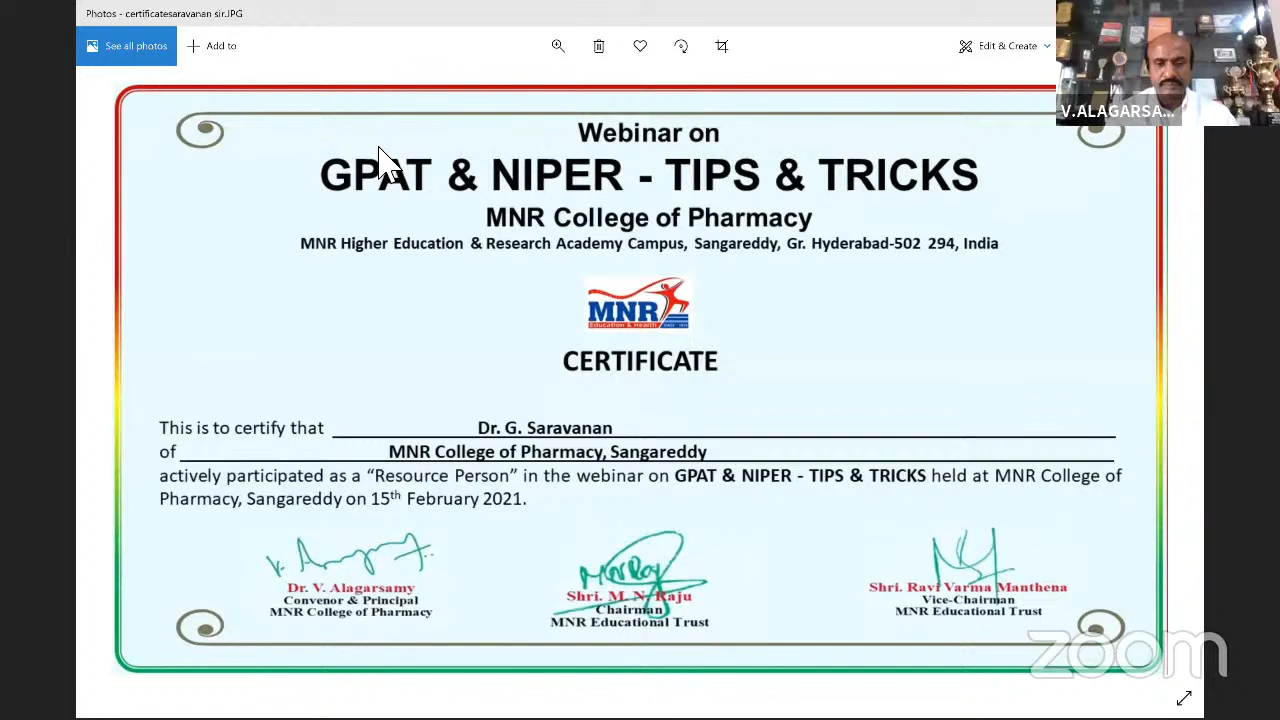 Photos - certificatesaravanan sir.JPG
See all photos
Add to
Edit & Create
V.ALAGARSA...
Webinar on
GPAT & NIPER - TIPS & TRICKS
MNR College of Pharmacy
MNR Higher Education & Research Academy Campus, Sangareddy, Gr. Hyderabad-502 294, India
MNR
Education & Health
CERTIFICATE
This is to certify that Dr. G. Saravanan
of MNR College of Pharmacy, Sangareddy
actively participated as a “Resource Person” in the webinar on GPAT & NIPER - TIPS & TRICKS held at MNR College of
Pharmacy, Sangareddy on 15th February 2021.
Dr. V. Alagarsamy
Convenor & Principal
MNR College of Pharmacy
Shri. M. N. Raju
Chairman
MNR Educational Trust
Shri. Ravi Varma Manthena
Vice-Chairman
MNR Educational Trust
zoom